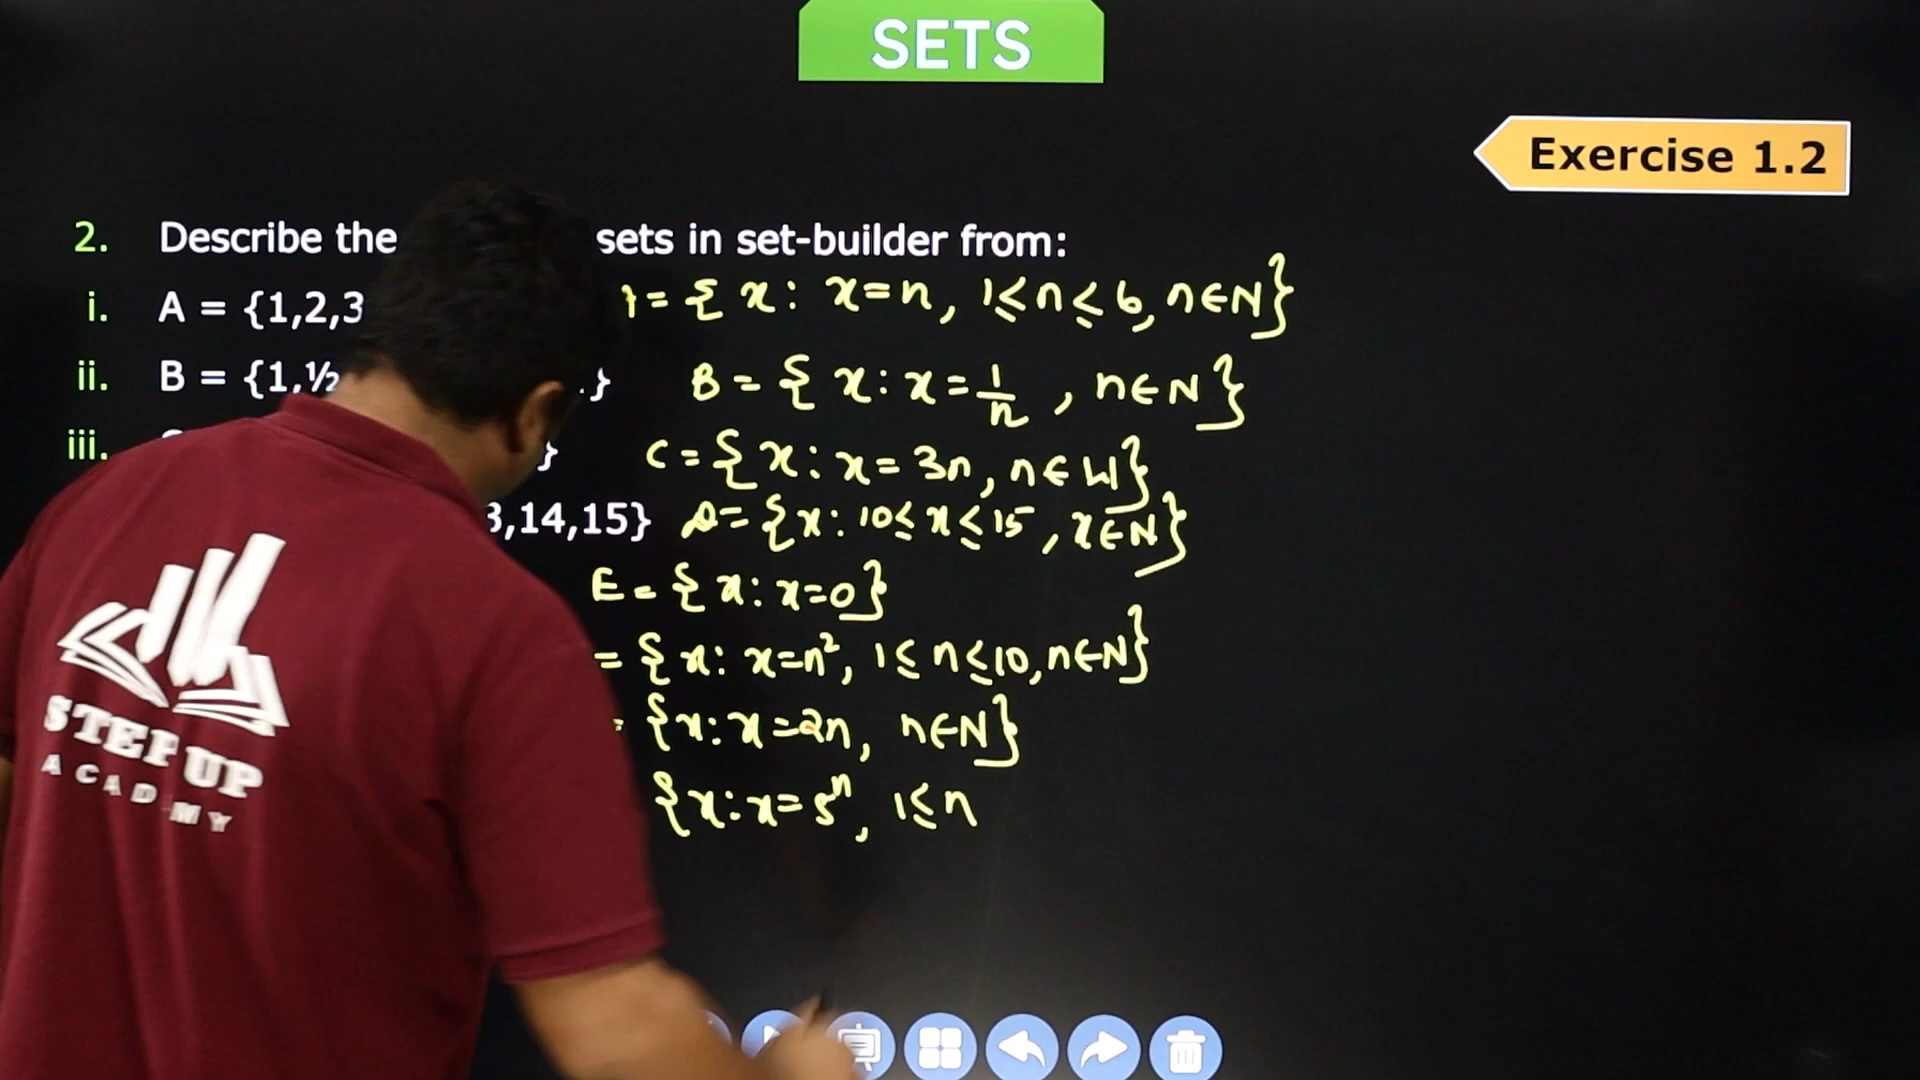 SETS
Exercise 1.2
2. Describe the sets in set-builder from:
i. A = {1,2,3 = { x : x=n, 1≤n≤6, n∈N}
ii. B = {1,½ .} B = { x : x = 1/n , n∈N }
iii. } C = { x : x = 3n, n∈W}
3,14,15} D = {x : 10≤x≤15, x∈N}
E = { x : x=0}
= { x : x=n², 1≤n≤10, n∈N}
= {x : x=2n, n∈N}
{x : x=5ⁿ, 1≤n
STEP UP
ACADMY